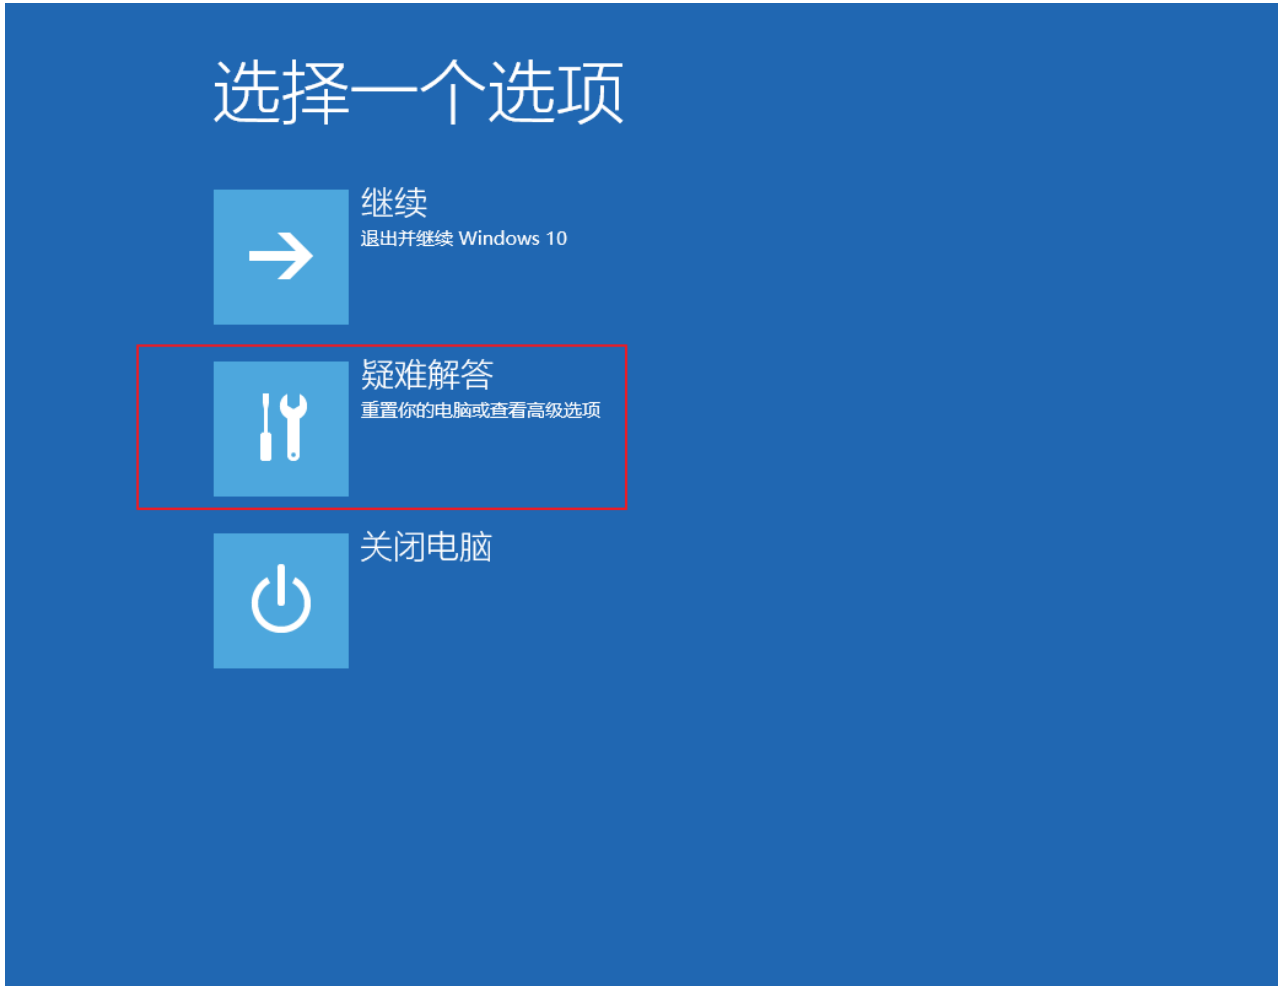 选择一个选项
继续
退出并继续 Windows 10
疑难解答
重置你的电脑或查看高级选项
关闭电脑